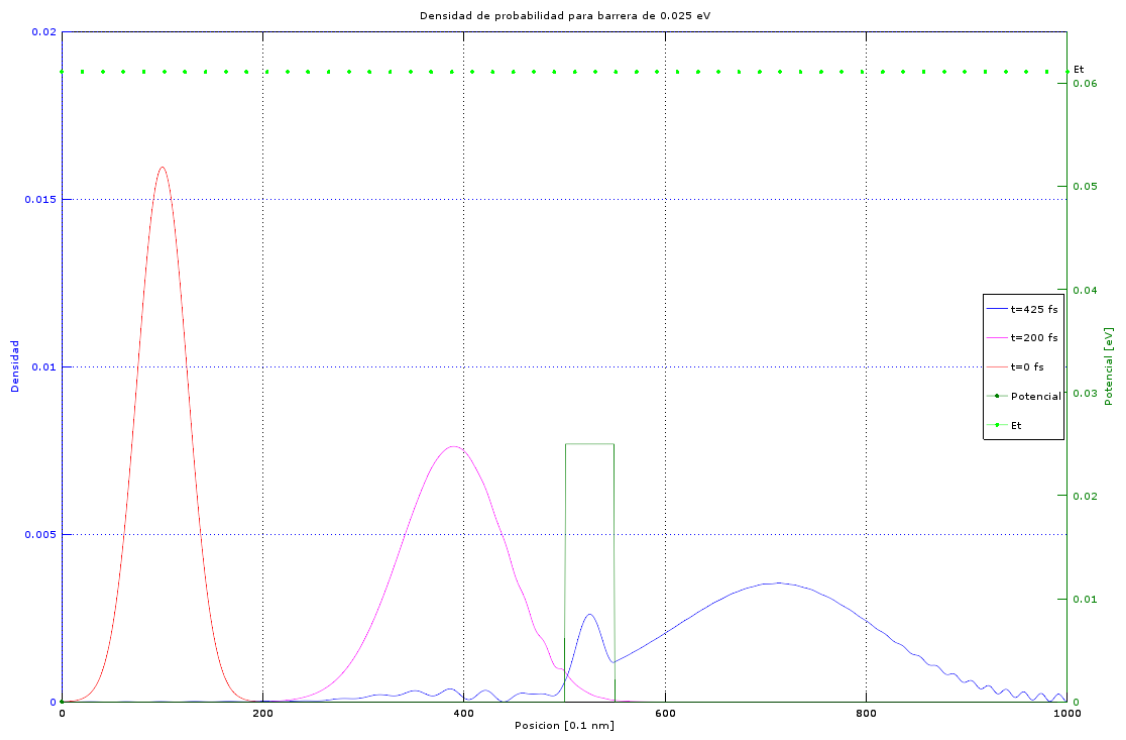 Densidad de probabilidad para barrera de 0.025 eV
0.02
0.015
0.01
0.005
0
Densidad
Et
0.06
0.05
0.04
0.03
0.02
0.01
0
Potencial [eV]
t=425 fs
t=200 fs
t=0 fs
Potencial
Et
0
200
400
600
800
1000
Posicion [0.1 nm]